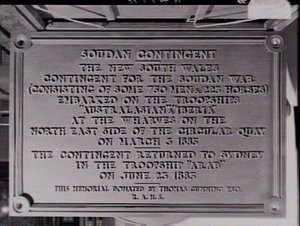 SOUDAN CONTINGENT
THE NEW SOUTH WALES
CONTINGENT FOR THE SOUDAN WAR
(CONSISTING OF SOME 750 MEN & 225 HORSES)
EMBARKED ON THE TROOPSHIPS
"AUSTRALASIAN" "IBERIA"
AT THE WHARVES ON THE
NORTH EAST SIDE OF THE CIRCULAR QUAY
ON MARCH 3 1885
THE CONTINGENT RETURNED TO SYDNEY
IN THE TROOPSHIP "ARAB"
ON JUNE 23 1885
THIS MEMORIAL DONATED BY THOMAS CUMMING ESQ.
R. A. H. S.